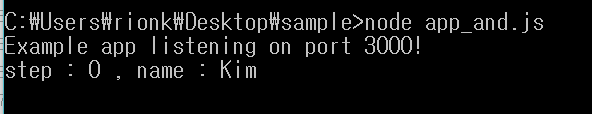 C:₩Users₩rionk₩Desktop₩sample>node app_and.js
Example app listening on port 3000!
step : 0 , name : Kim